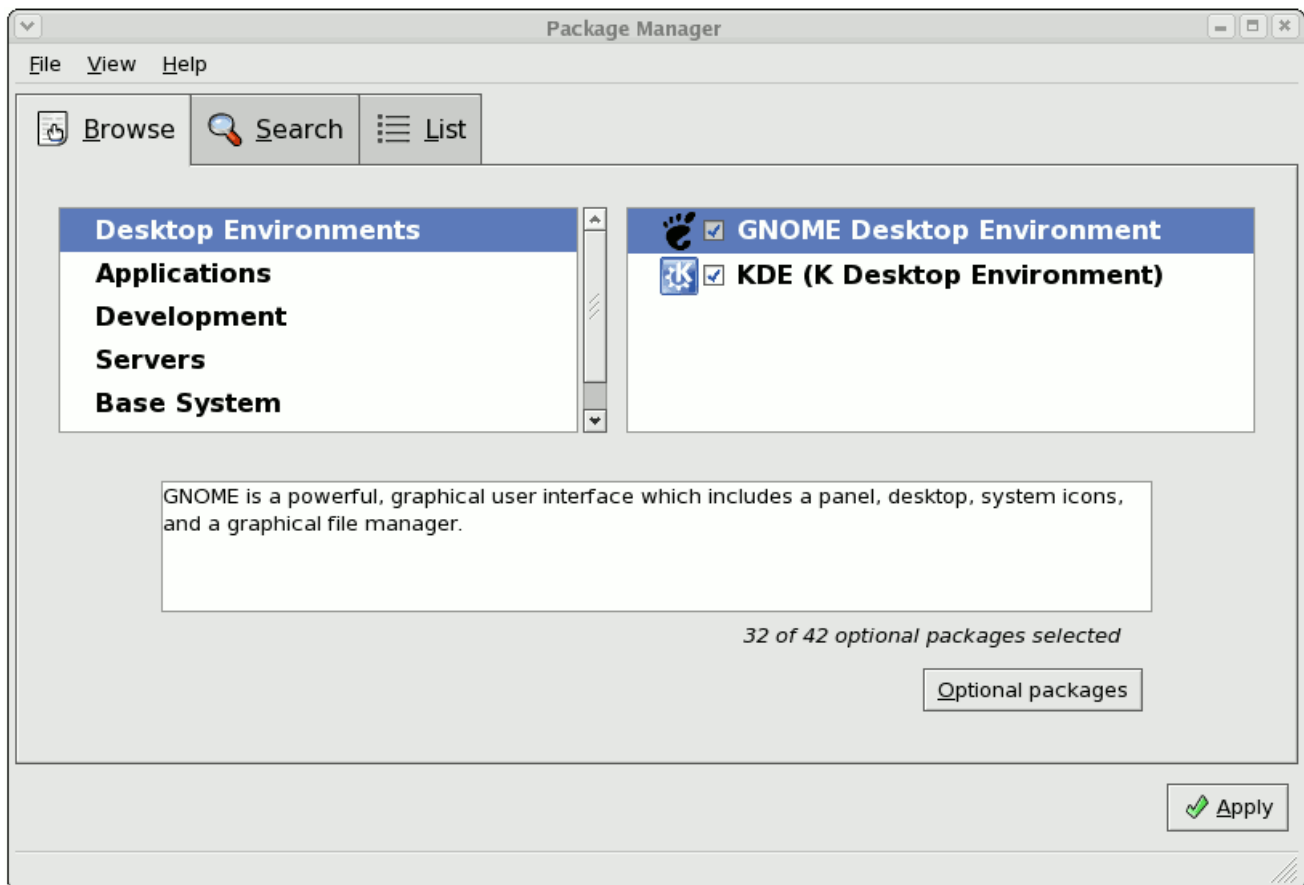 Package Manager
File View Help
Browse Search List
Desktop Environments
Applications
Development
Servers
Base System
GNOME Desktop Environment
KDE (K Desktop Environment)
GNOME is a powerful, graphical user interface which includes a panel, desktop, system icons,
and a graphical file manager.
32 of 42 optional packages selected
Optional packages
Apply